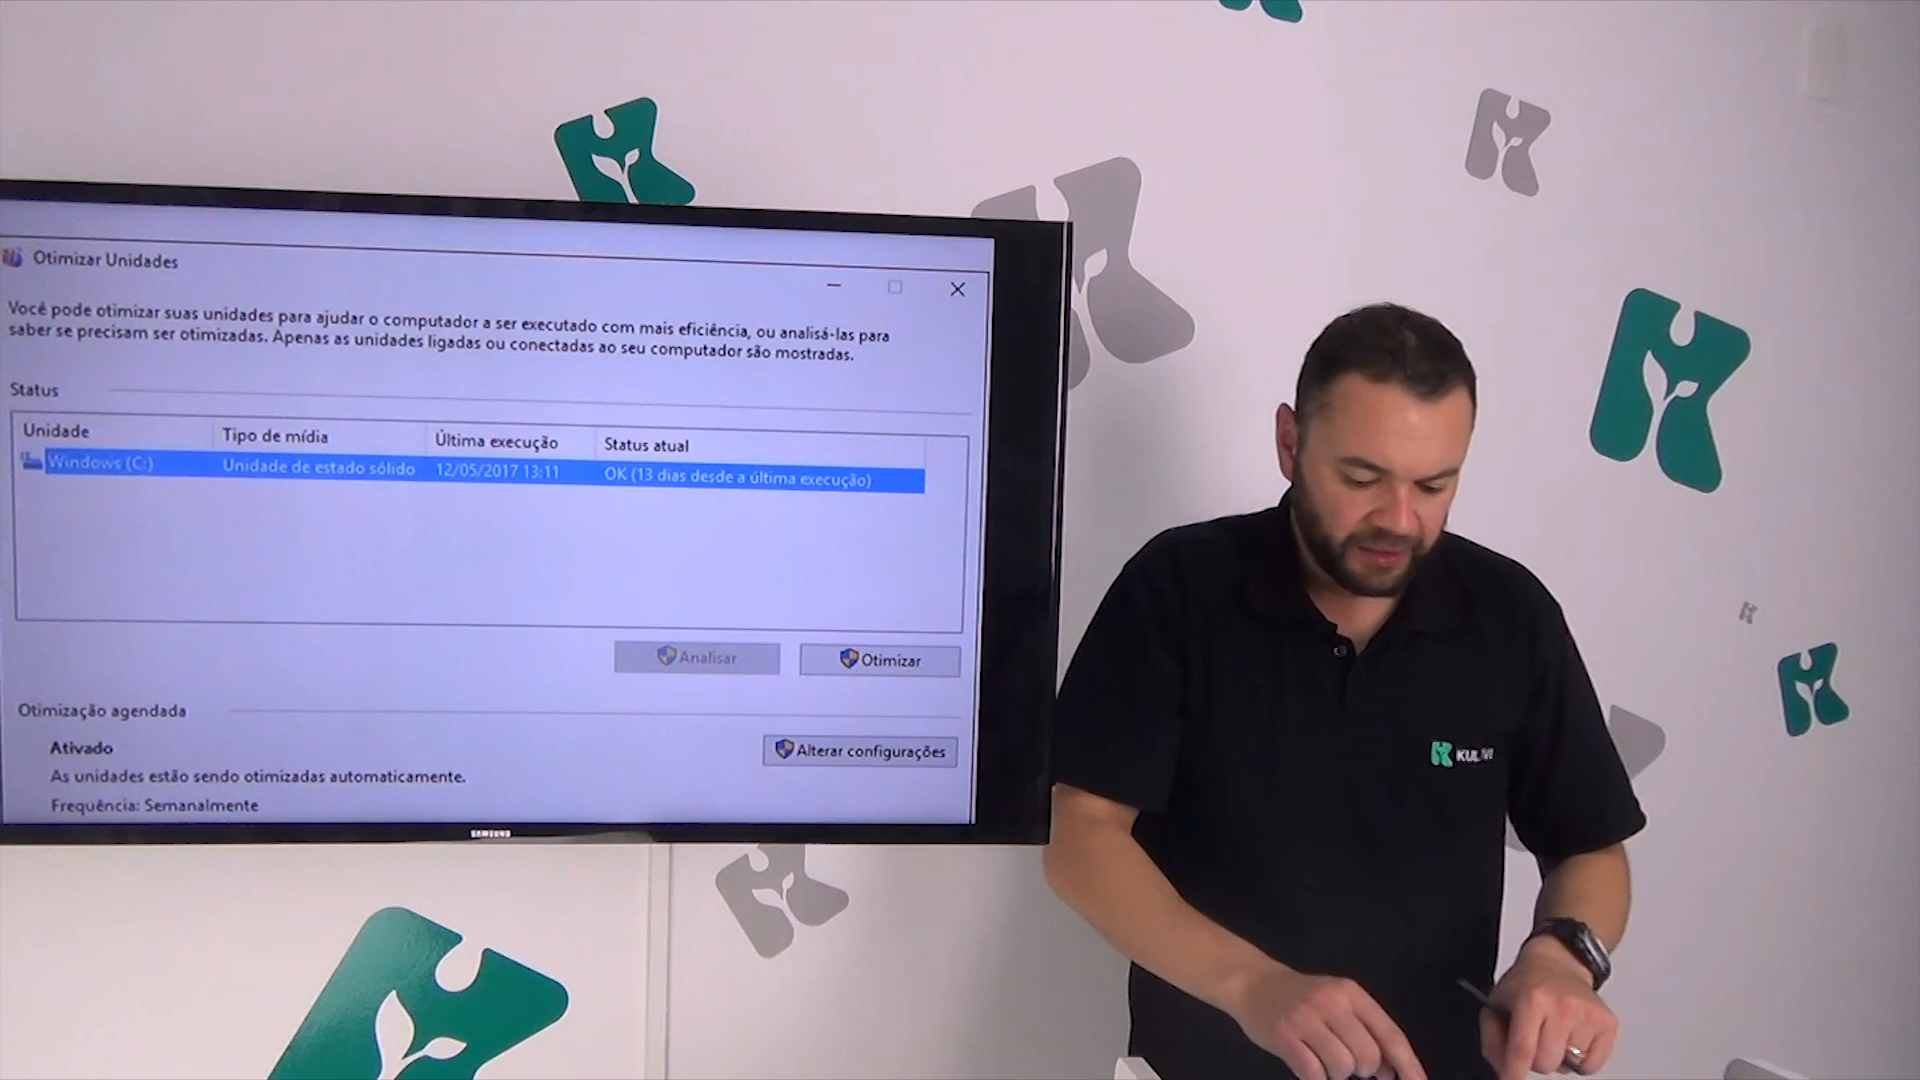 Otimizar Unidades
Você pode otimizar suas unidades para ajudar o computador a ser executado com mais eficiência, ou analisá-las para
saber se precisam ser otimizadas. Apenas as unidades ligadas ou conectadas ao seu computador são mostradas.
Status
Unidade Tipo de mídia Última execução Status atual
Windows (C:) Unidade de estado sólido 12/05/2017 13:11 OK (13 dias desde a última execução)
Analisar Otimizar
Otimização agendada
Ativado
Alterar configurações
As unidades estão sendo otimizadas automaticamente.
Frequência: Semanalmente
SAMSUNG